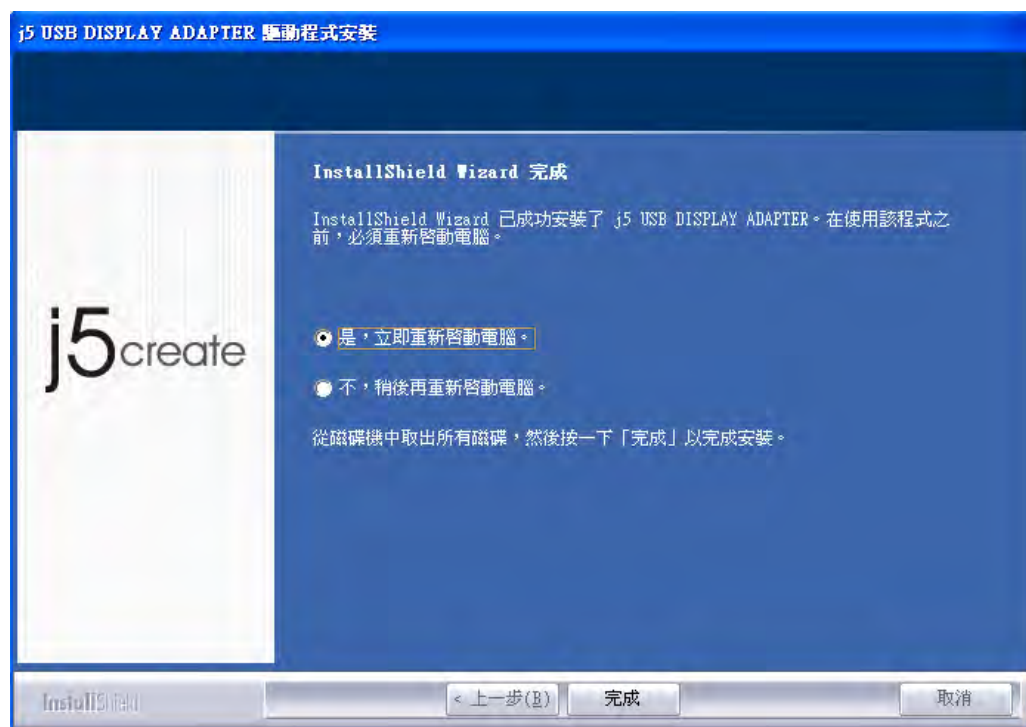 j5 USB DISPLAY ADAPTER 驅動程式安裝
InstallShield Wizard 完成
InstallShield Wizard 已成功安裝了 j5 USB DISPLAY ADAPTER。在使用該程式之
前，必須重新啓動電腦。
j5create
是，立即重新啓動電腦。
不，稍後再重新啓動電腦。
從磁碟機中取出所有磁碟，然後按一下「完成」以完成安裝。
InstallShield
< 上一步(B)
完成
取消